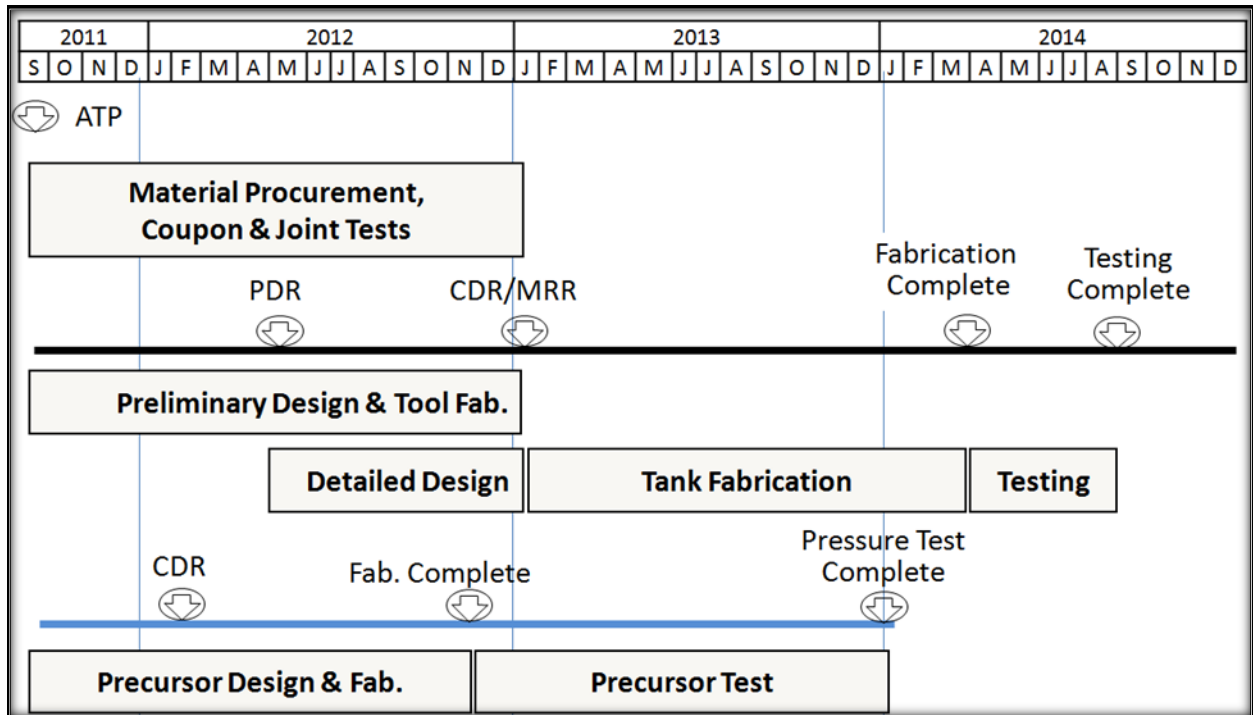 2011 2012 2013 2014
S O N D J F M A M J J A S O N D J F M A M J J A S O N D J F M A M J J A S O N D
ATP
Material Procurement,
Coupon & Joint Tests
PDR
CDR/MRR
Fabrication
Complete
Testing
Complete
Preliminary Design & Tool Fab.
Detailed Design
Tank Fabrication
Testing
CDR
Fab. Complete
Pressure Test
Complete
Precursor Design & Fab.
Precursor Test